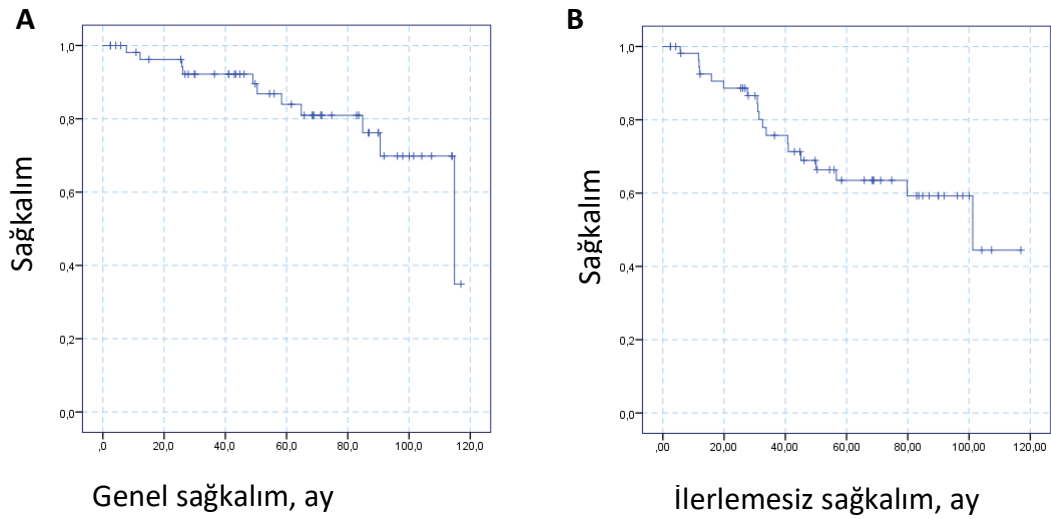 A
1,0
0,8
0,6
0,4
0,2
0,0
Sağkalım
,0 20,0 40,0 60,0 80,0 100,0 120,0
Genel sağkalım, ay
B
1,0
0,8
0,6
0,4
0,2
0,0
Sağkalım
,00 20,00 40,00 60,00 80,00 100,00 120,00
İlerlemesiz sağkalım, ay